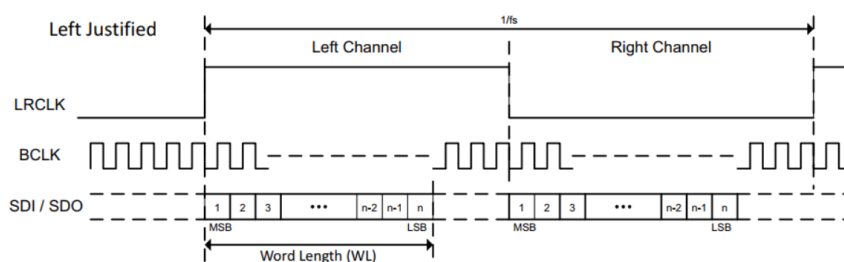 Left Justified
1/fs
Left Channel Right Channel
LRCLK
BCLK
SDI / SDO 1 2 3 ••• n-2 n-1 n 1 2 3 ••• n-2 n-1 n
MSB LSB MSB LSB
Word Length (WL)